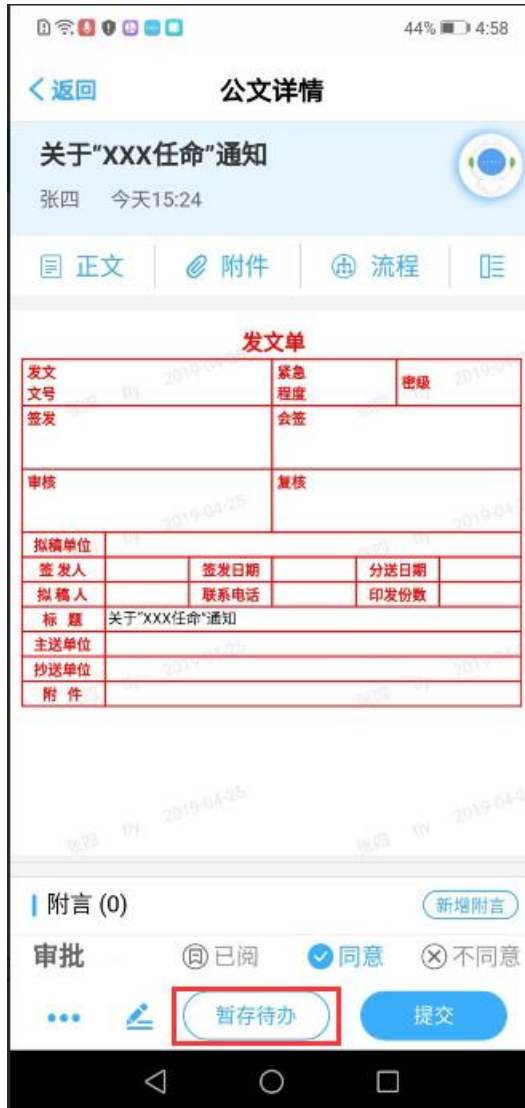 44% 4:58
返回 公文详情
关于"XXX任命"通知
张四 今天15:24
正文 附件 流程
发文单
发文文号 紧急程度 密级
签发 会签
审核 复核
拟稿单位
签发人 签发日期 分送日期
拟稿人 联系电话 印发份数
标题 关于"XXX任命"通知
主送单位
抄送单位
附件
张四 2019-04-25
附言 (0) 新增附言
审批 已阅 同意 不同意
暂存待办 提交